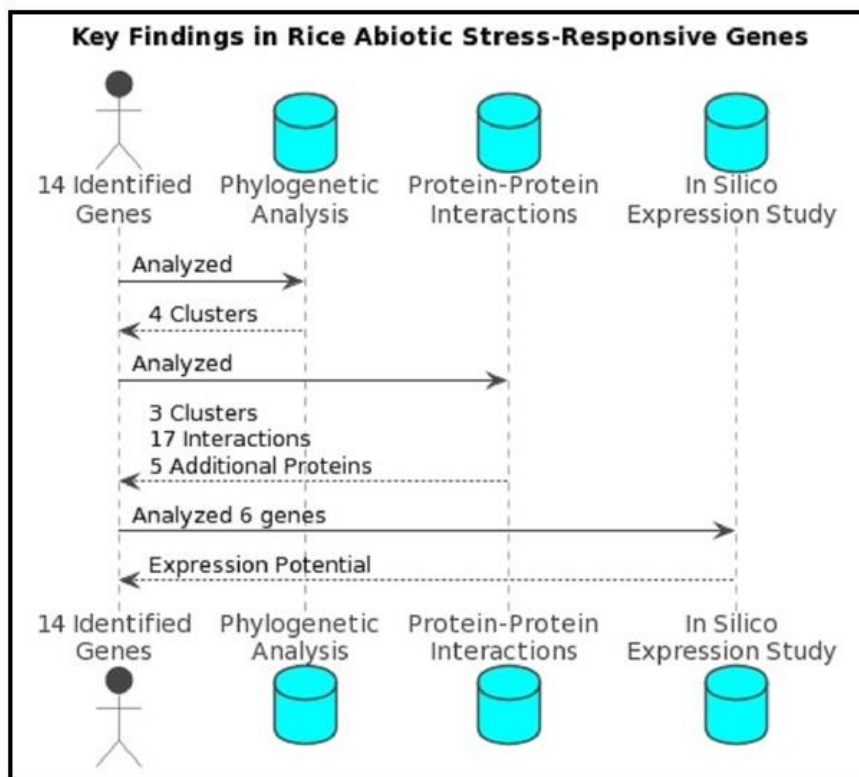 Key Findings in Rice Abiotic Stress-Responsive Genes
14 Identified
Genes
Phylogenetic
Analysis
Protein-Protein
Interactions
In Silico
Expression Study
Analyzed
4 Clusters
Analyzed
3 Clusters
17 Interactions
5 Additional Proteins
Analyzed 6 genes
Expression Potential
14 Identified
Genes
Phylogenetic
Analysis
Protein-Protein
Interactions
In Silico
Expression Study